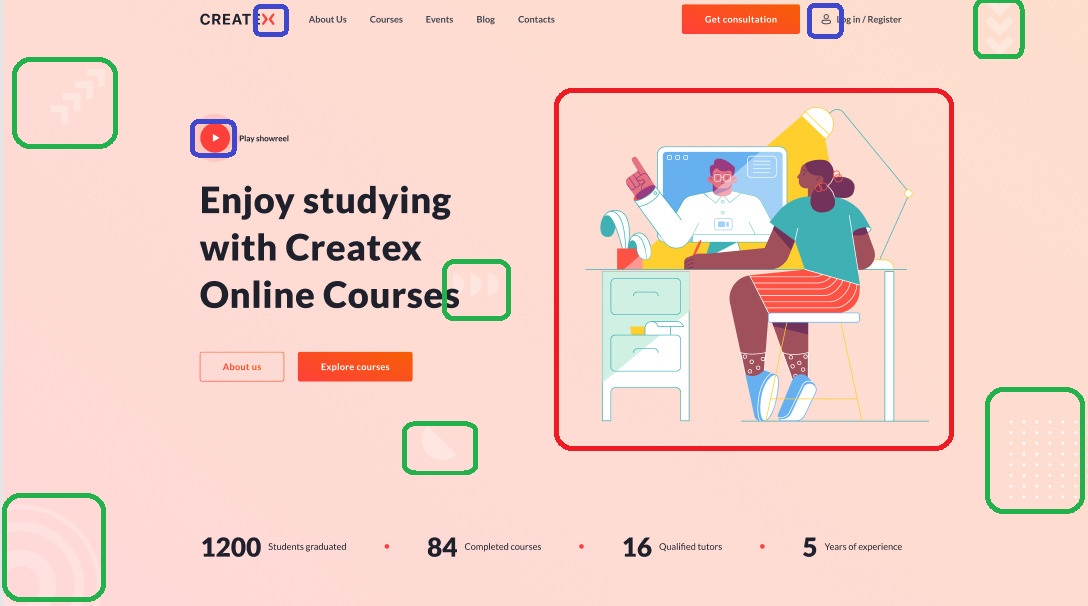 CREATEX
About Us Courses Events Blog Contacts
Get consultation
Log in / Register
Play showreel
Enjoy studying
with Createx
Online Courses
About us
Explore courses
1200 Students graduated
84 Completed courses
16 Qualified tutors
5 Years of experience